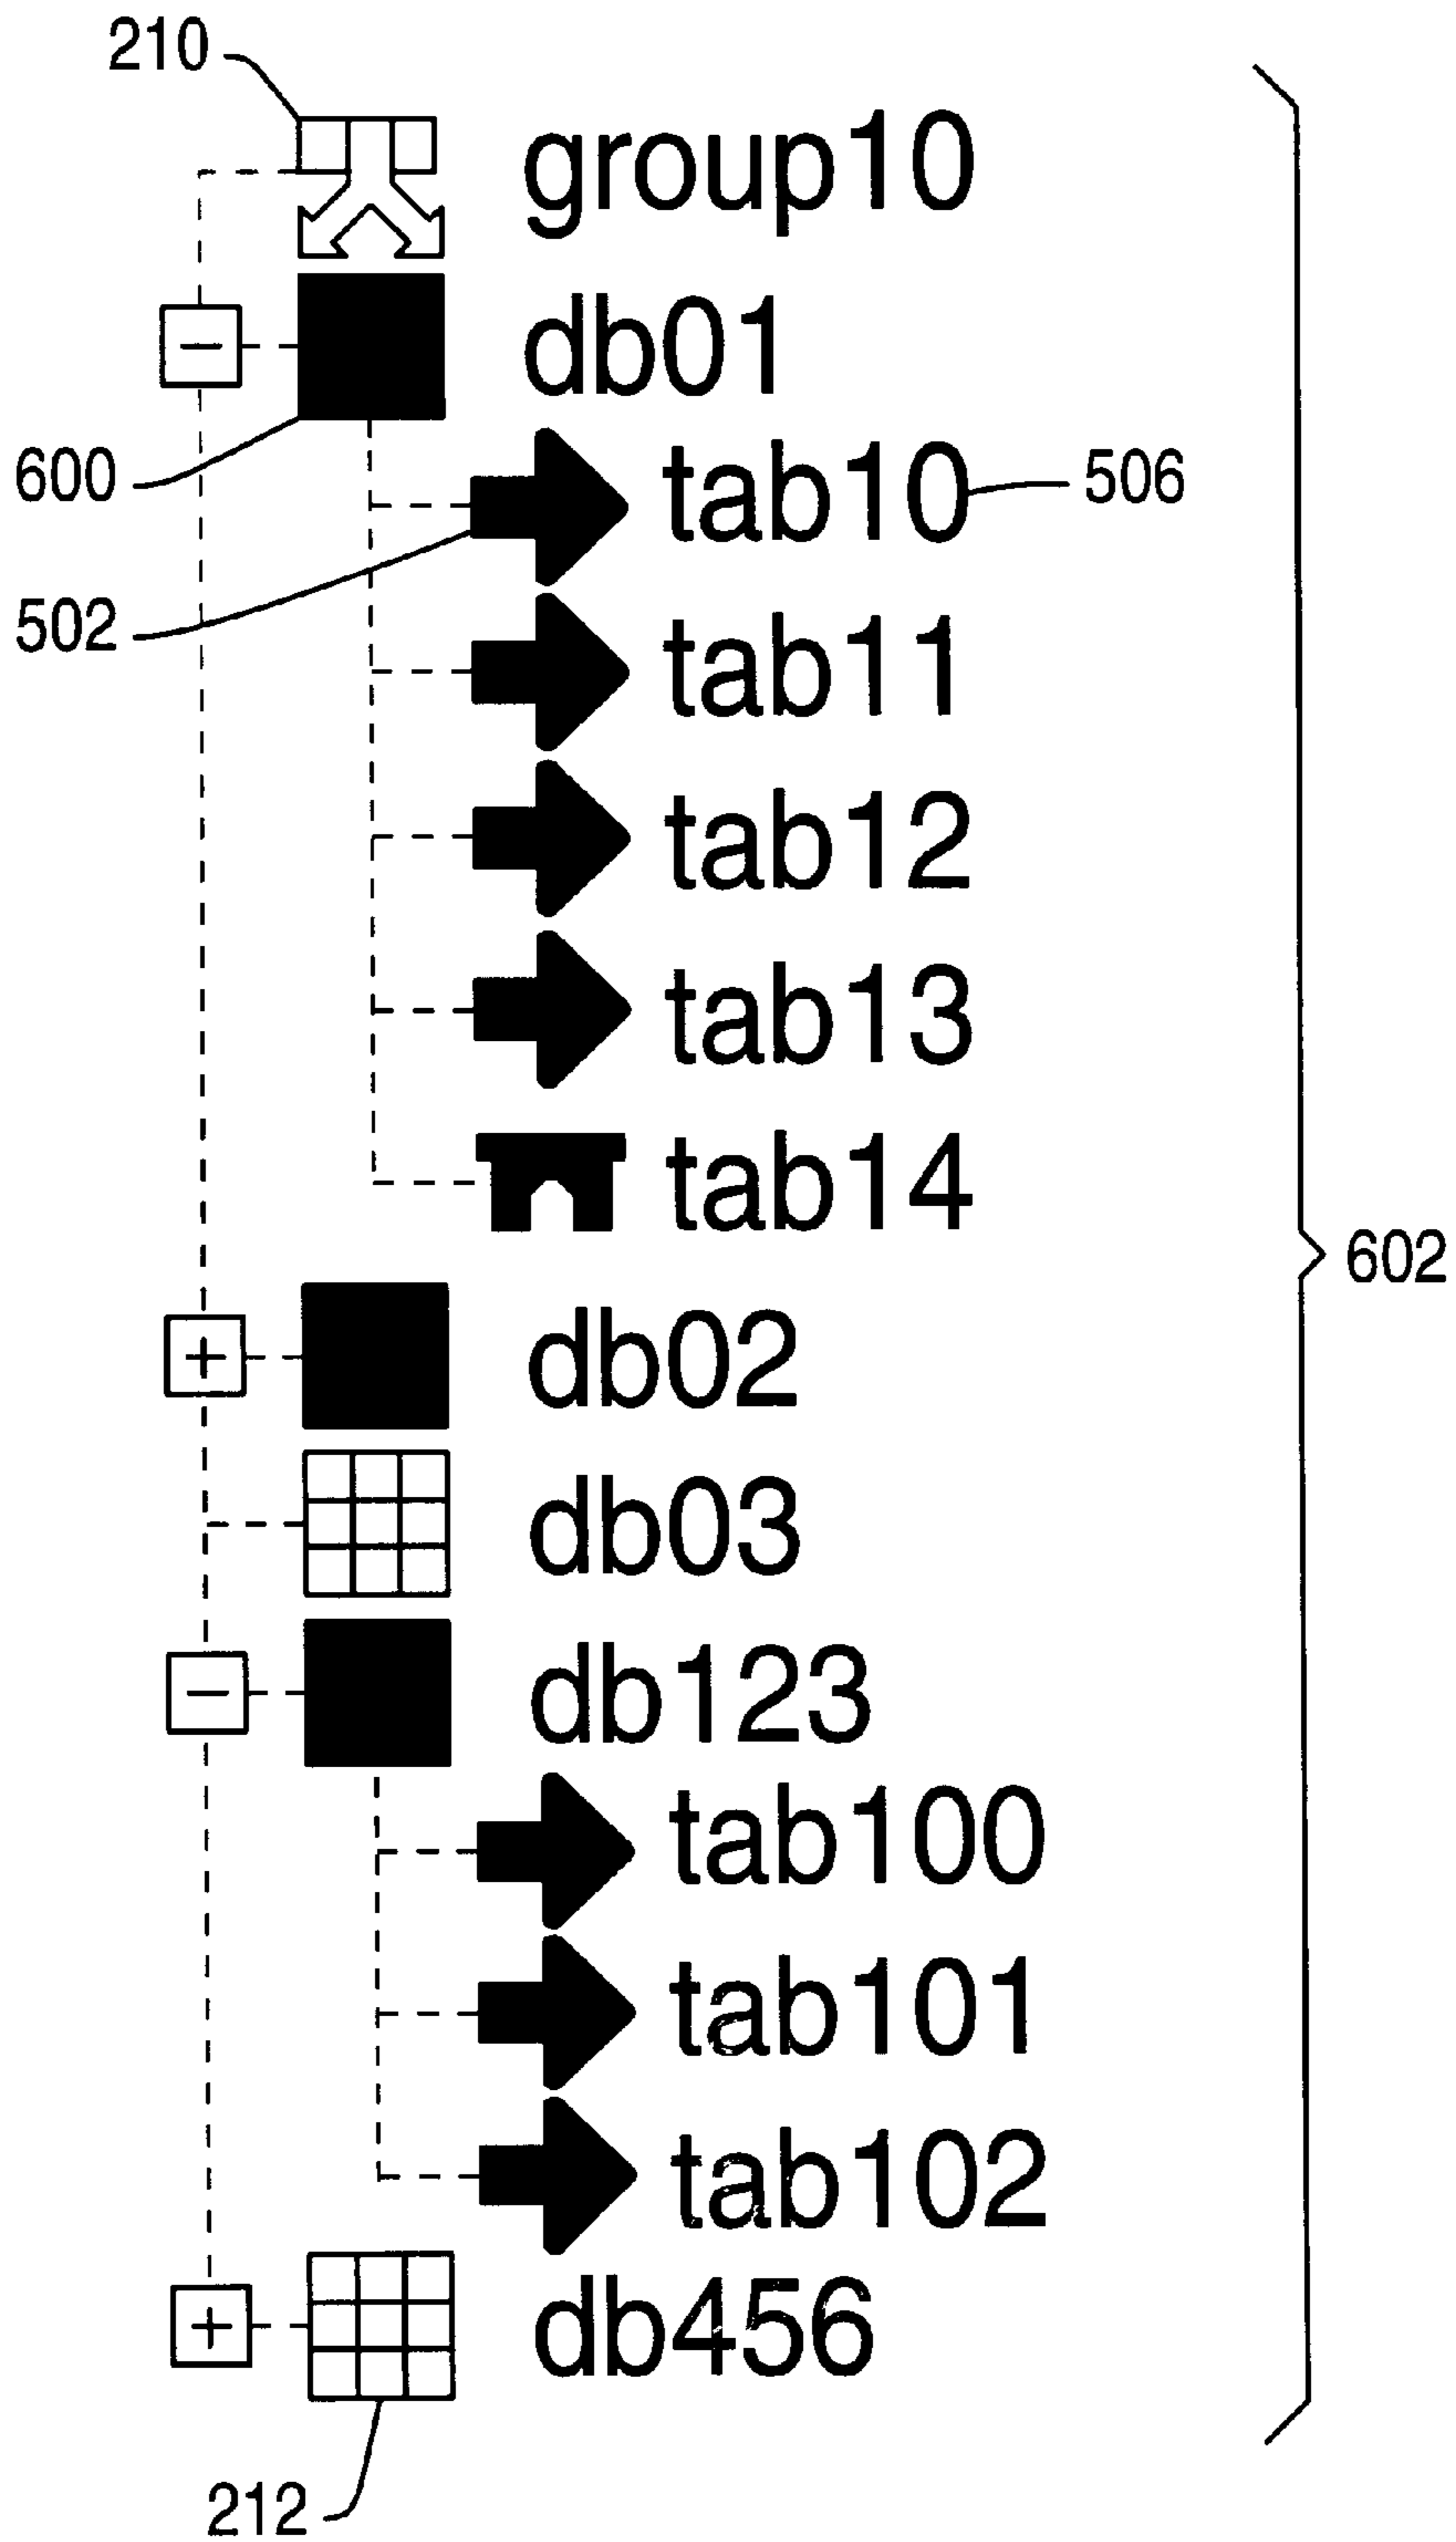 210
group10
db01
600
tab10 506
502
tab11
tab12
tab13
tab14
602
db02
db03
db123
tab100
tab101
tab102
db456
212